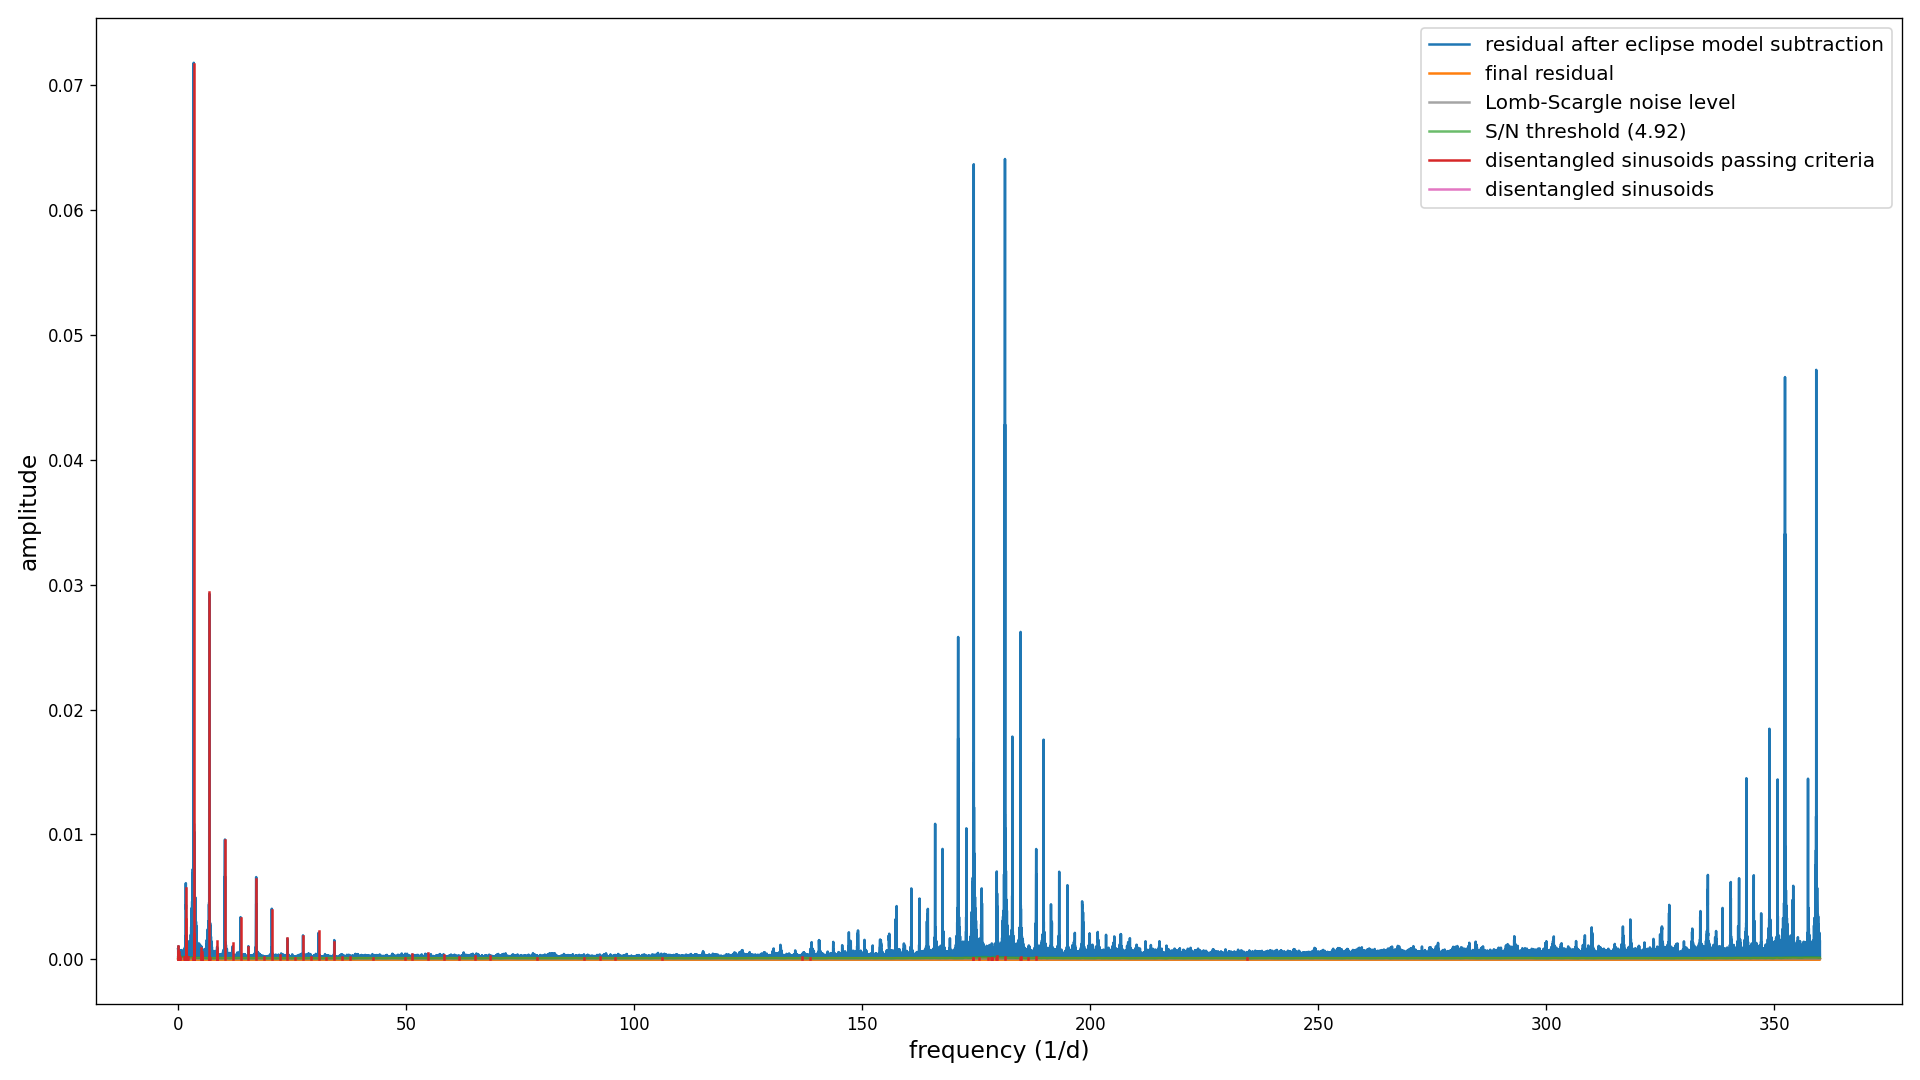 residual after eclipse model subtraction
final residual
Lomb-Scargle noise level
S/N threshold (4.92)
disentangled sinusoids passing criteria
disentangled sinusoids
amplitude
0.07
0.06
0.05
0.04
0.03
0.02
0.01
0.00
0 50 100 150 200 250 300 350
frequency (1/d)